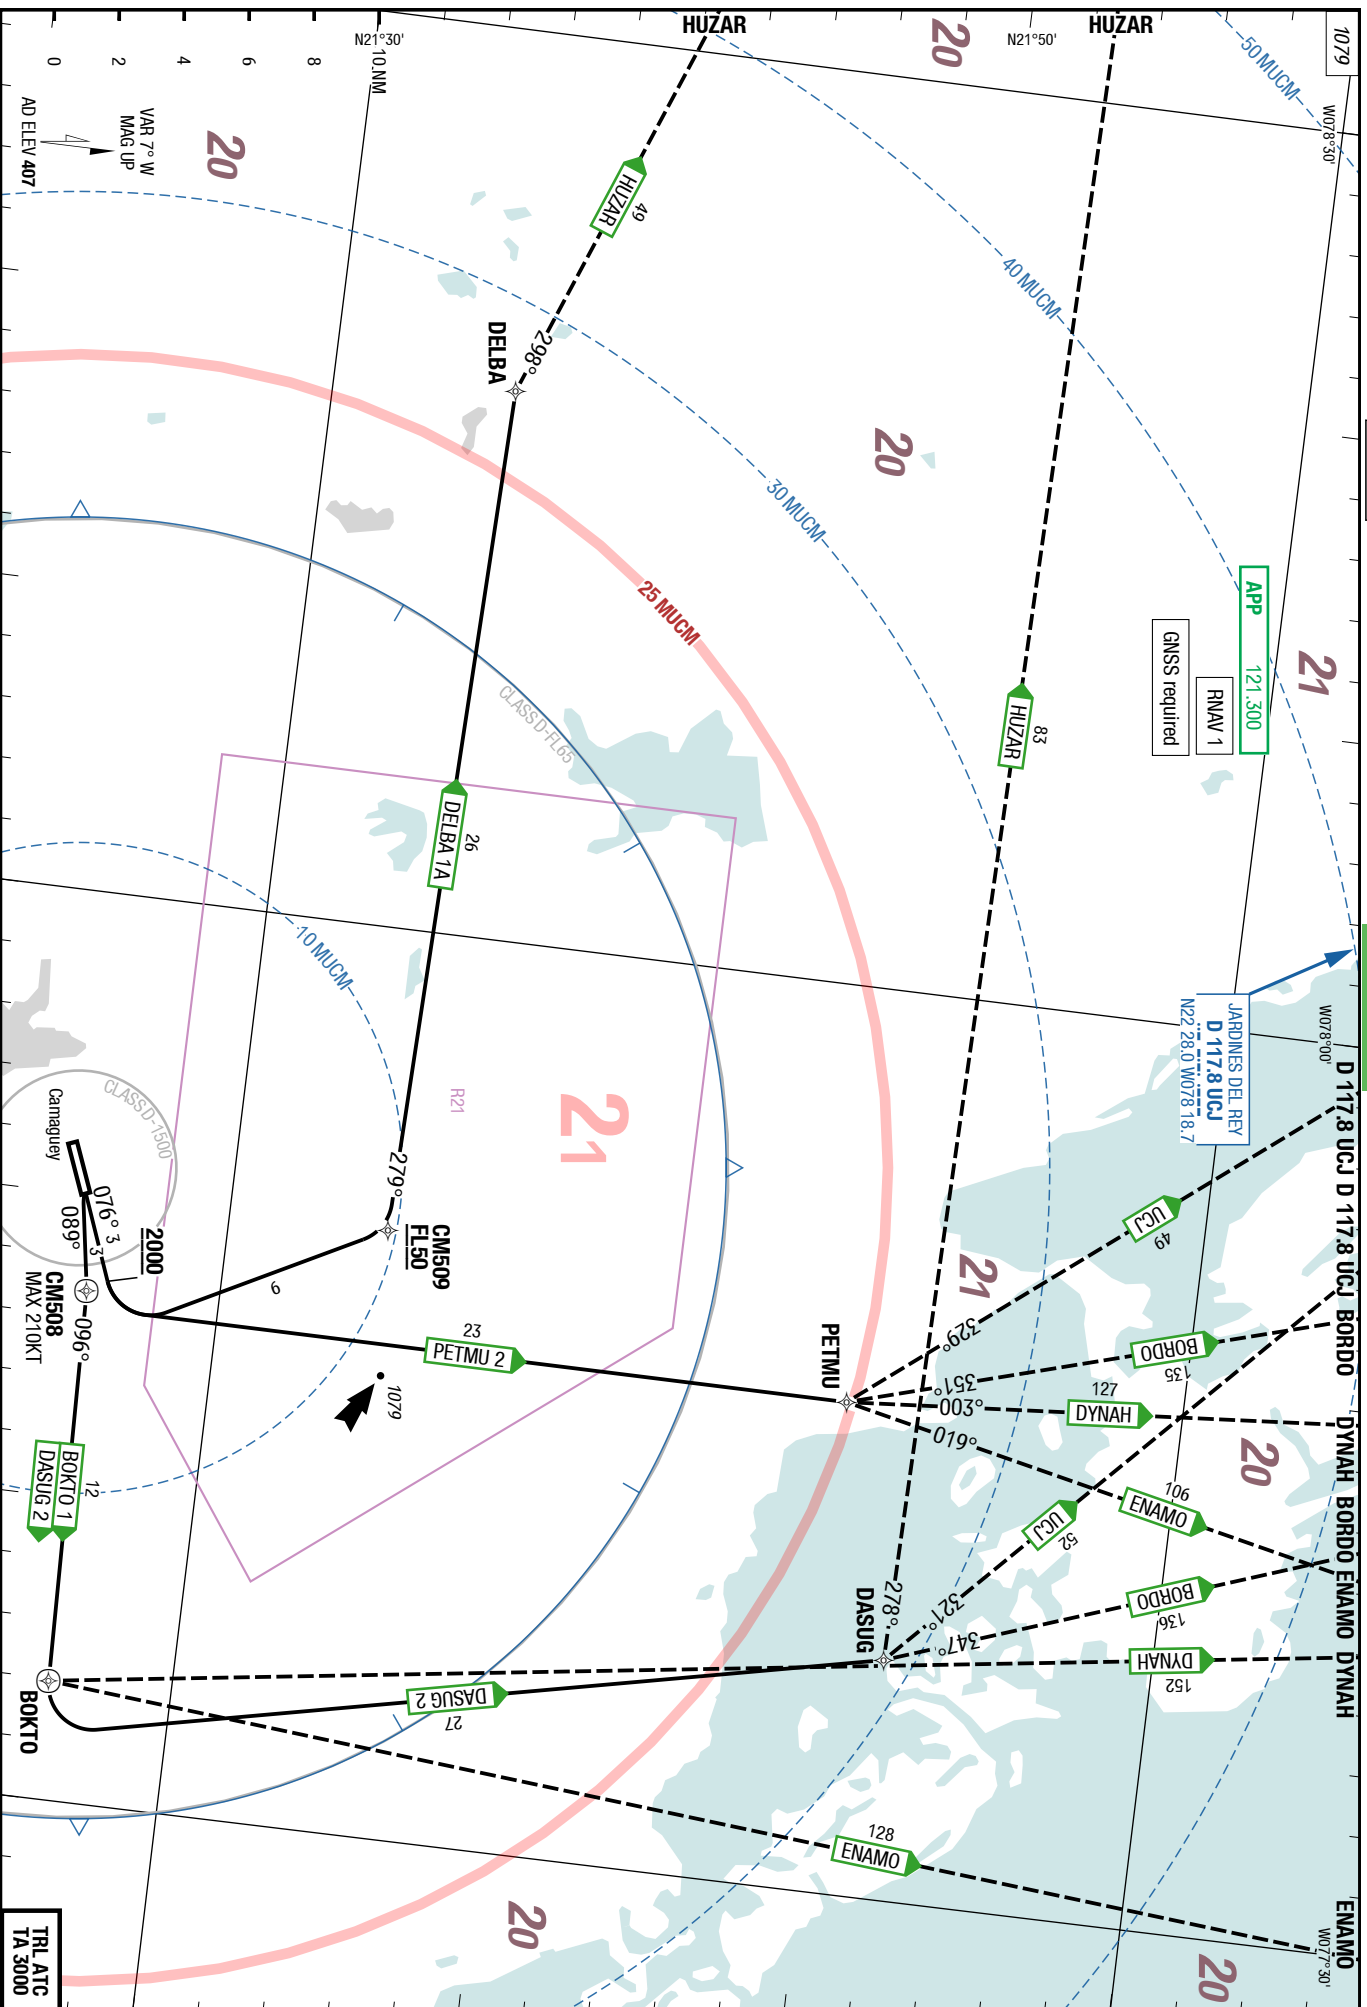 1079
W078°30'
50 MUCM
HUZAR
N21°50'
20
HUZAR
N21°30'
10 NM
8
6
4
2
0
VAR 7° W
MAG UP
AD ELEV 407
20
49
HUZAR
298°
DELBA
40 MUCM
30 MUCM
20
25 MUCM
21
APP 121.300
RNAV 1
GNSS required
83
HUZAR
CLASS D-FL65
26
DELBA 1A
10 MUCM
279°
R21
21
W078°00'
JARDINES DEL REY
D 117.8 UCJ
N22 28.0 W078 18.7
D 117.8 UCJ
D 117.8 UCJ
BORDO
DYNAH
BORDO
ENAMO
DYNAH
ENAMO
W077°30'
CLASS D-1500
Camaguey
076°
3
089°
3
2000
CM508
MAX 210KT
096°
CM509
FL50
9
23
PETMU 2
1079
PETMU
329°
351°
003°
019°
UCJ
49
21
BORDO
135
127
DYNAH
20
106
ENAMO
UCJ
52
BORDO
136
DYNAH
152
DASUG
278°
321°
347°
12
BOKTO 1
DASUG 2
BOKTO
DASUG 2
27
128
ENAMO
20
20
TRL ATC
TA 3000